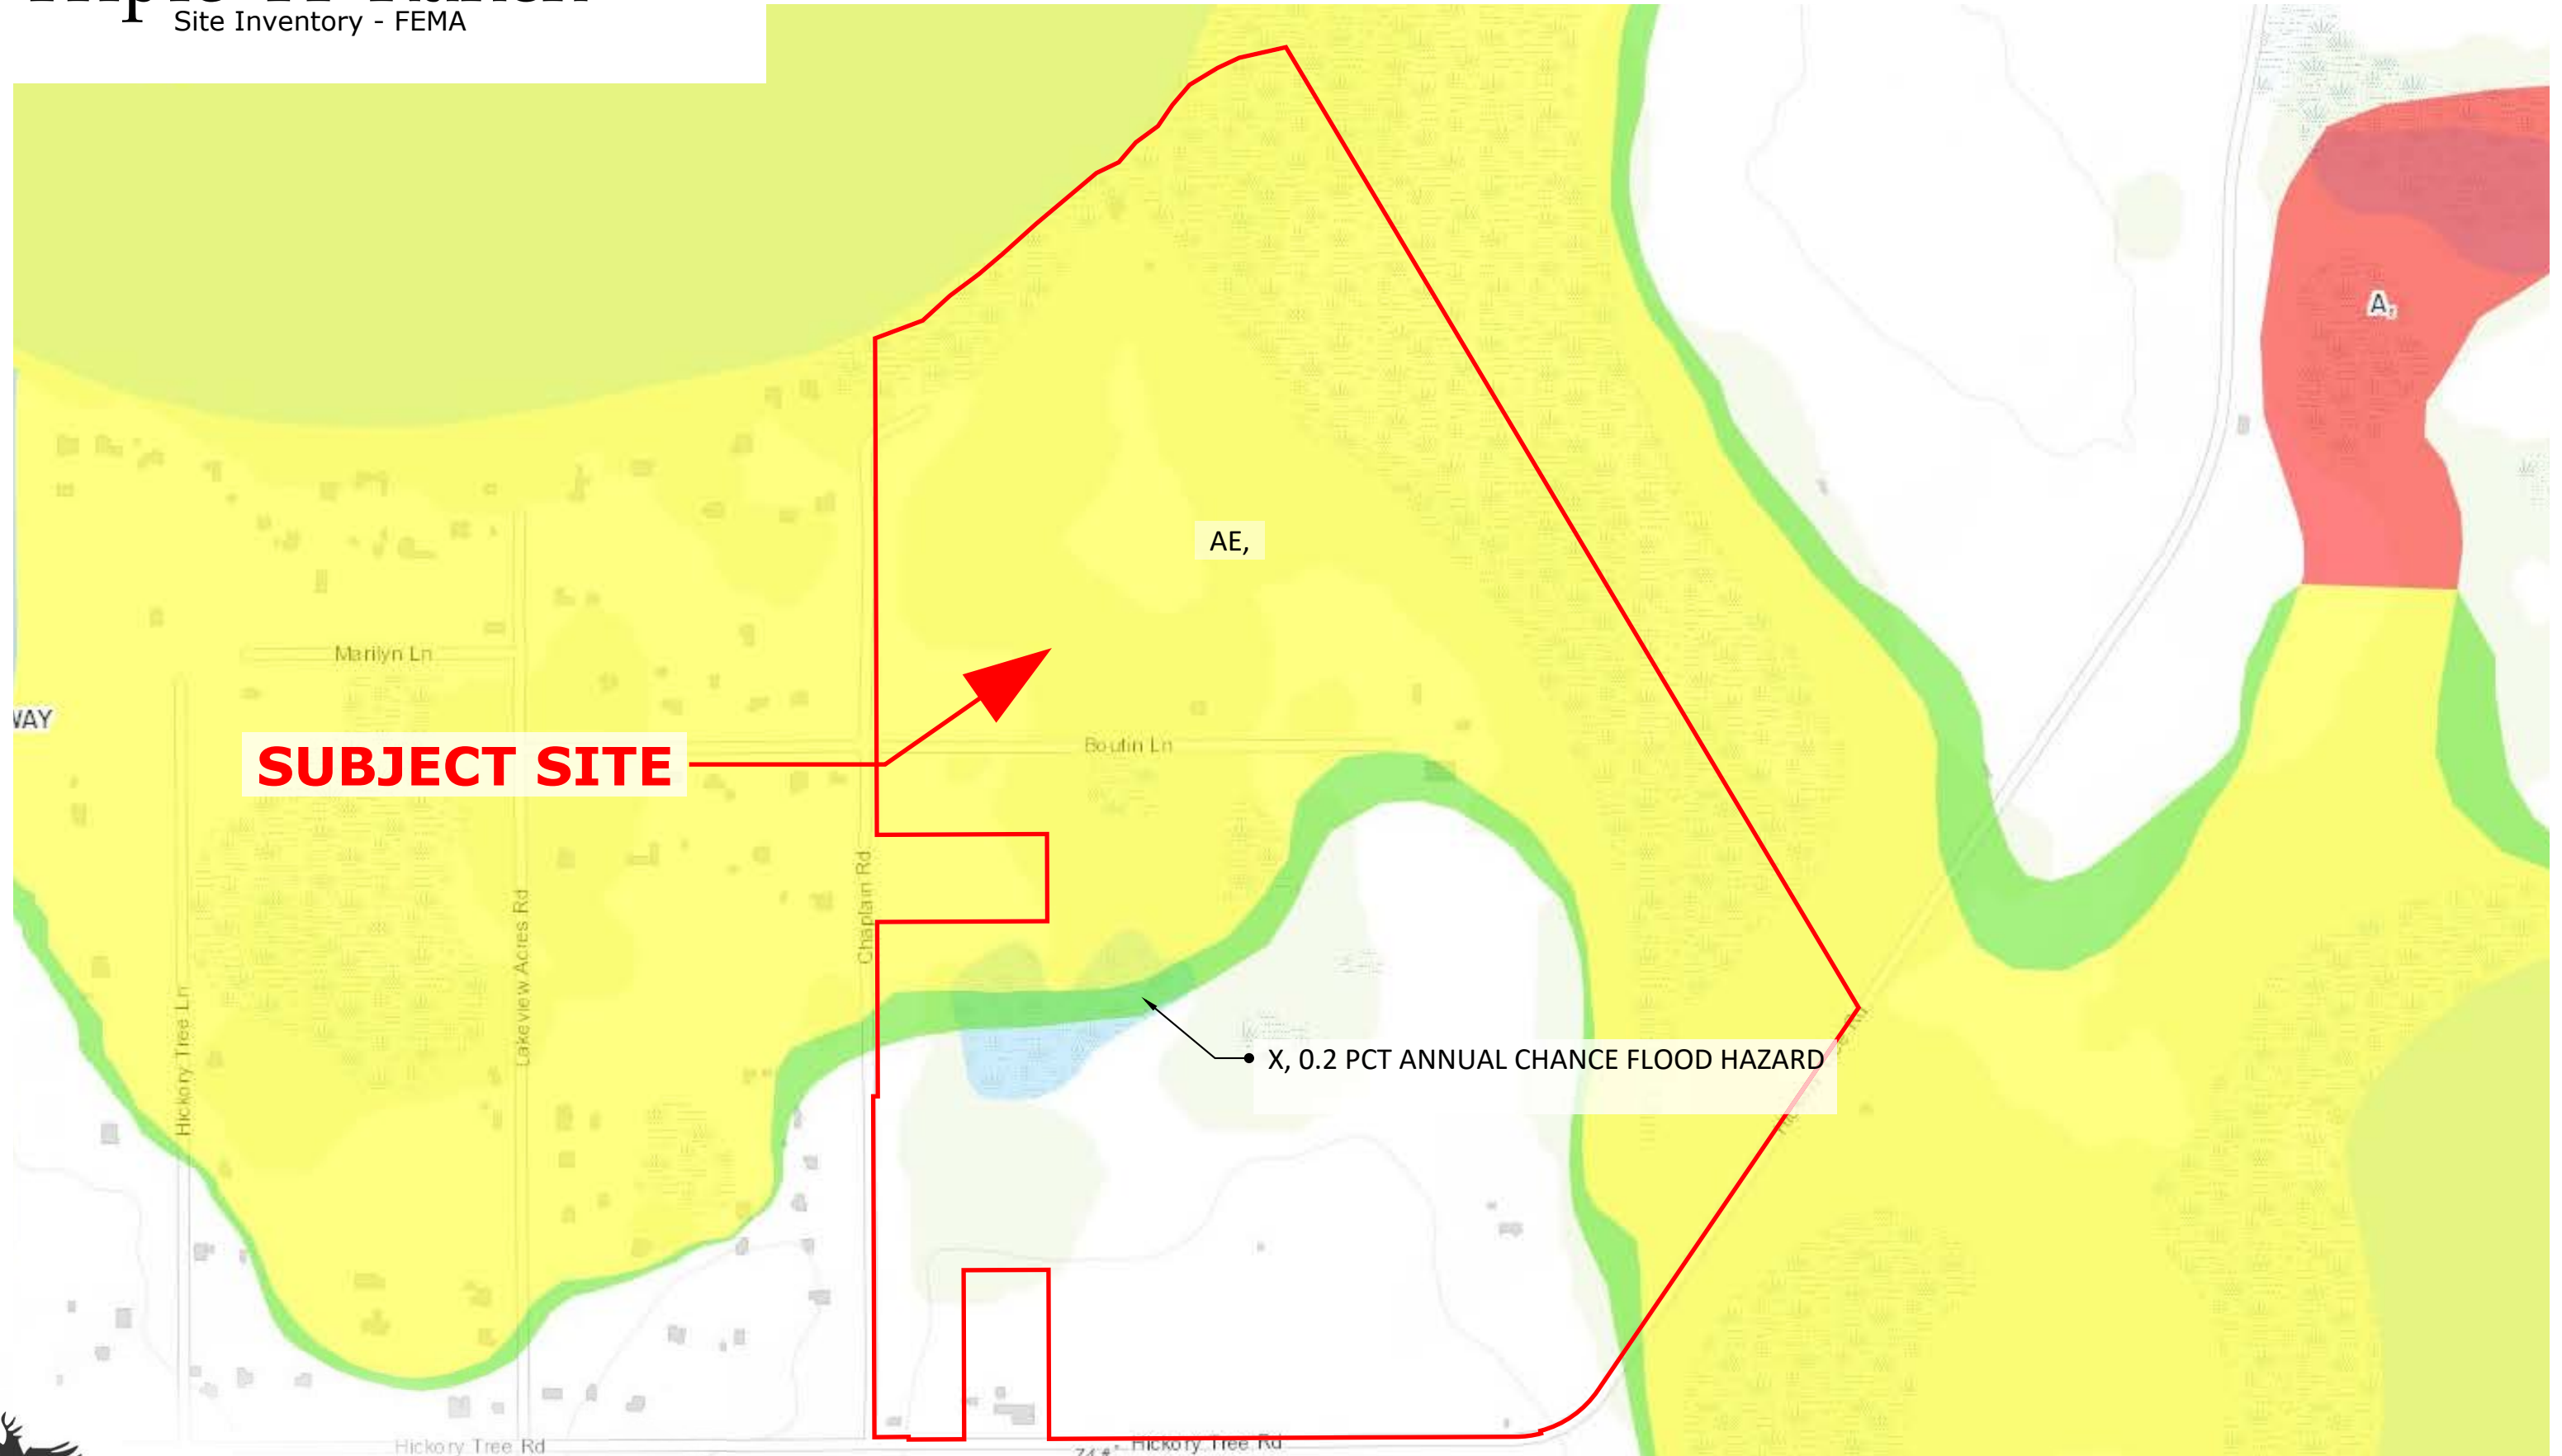 Site Inventory - FEMA
A,
AE,
Marilyn Ln
WAY
Boutin Ln
SUBJECT SITE
Chaplain Rd
Lakeview Acres Rd
Hickory Tree Ln
X, 0.2 PCT ANNUAL CHANCE FLOOD HAZARD
Hickory Tree Rd
Hickory Tree Rd